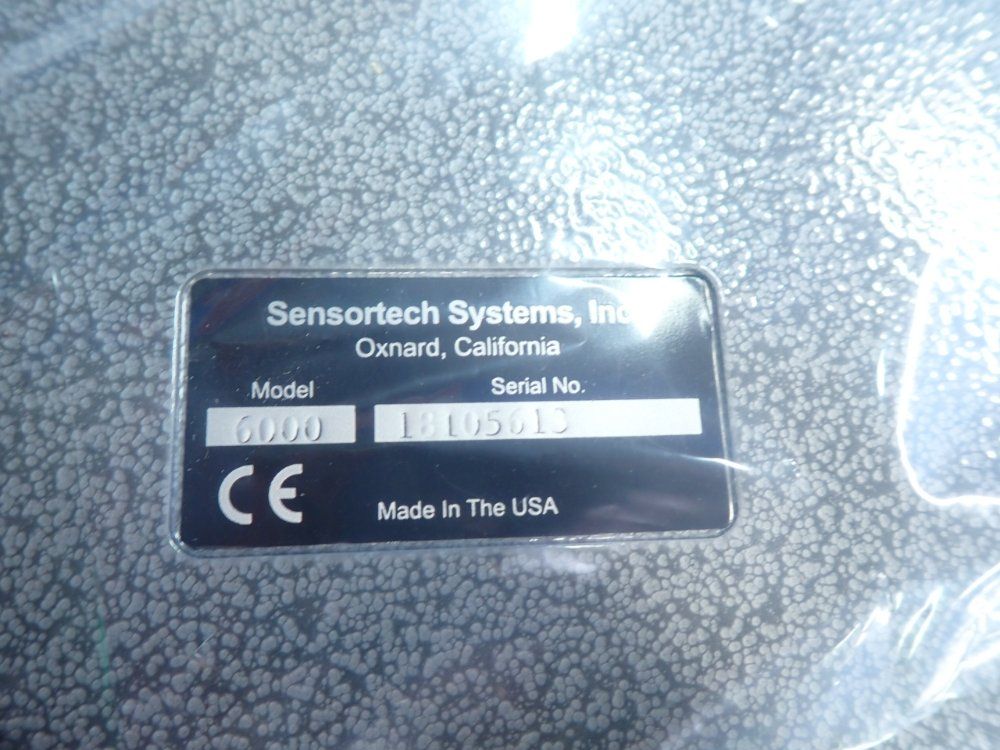 Sensortech Systems, Inc
Oxnard, California
Model
Serial No.
6000
18105613
CE
Made In The USA